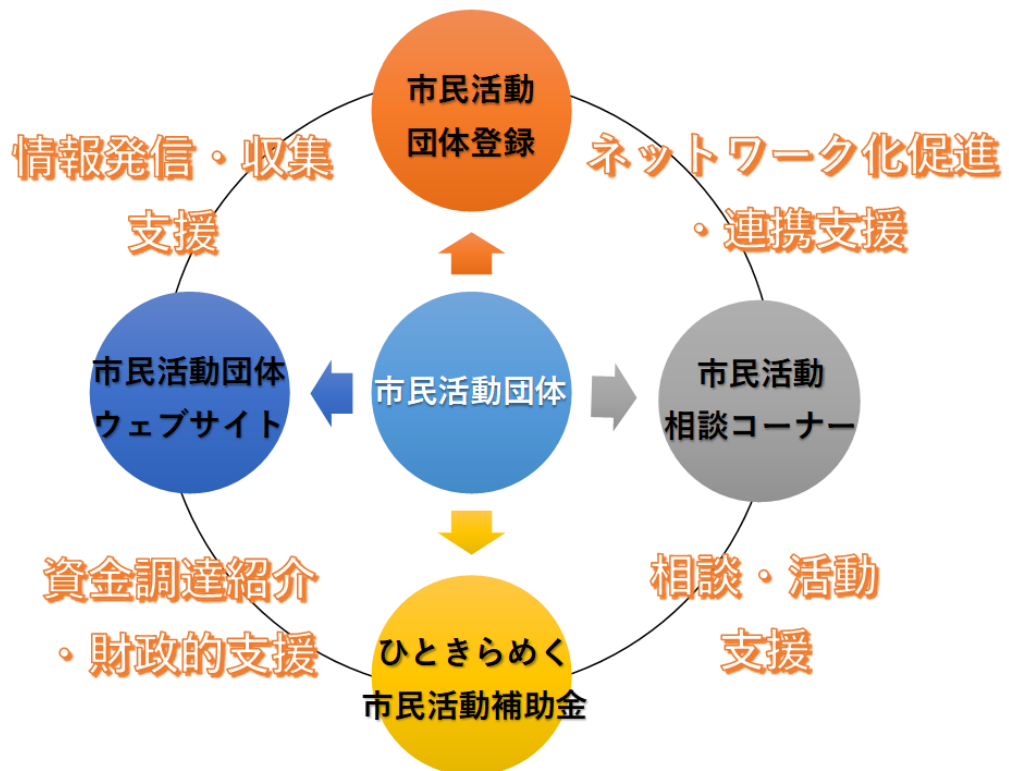 市民活動
団体登録
情報発信・収集
支援
ネットワーク化促進
・連携支援
市民活動団体
ウェブサイト
市民活動団体
市民活動
相談コーナー
資金調達紹介
・財政的支援
相談・活動
支援
ひときらめく
市民活動補助金